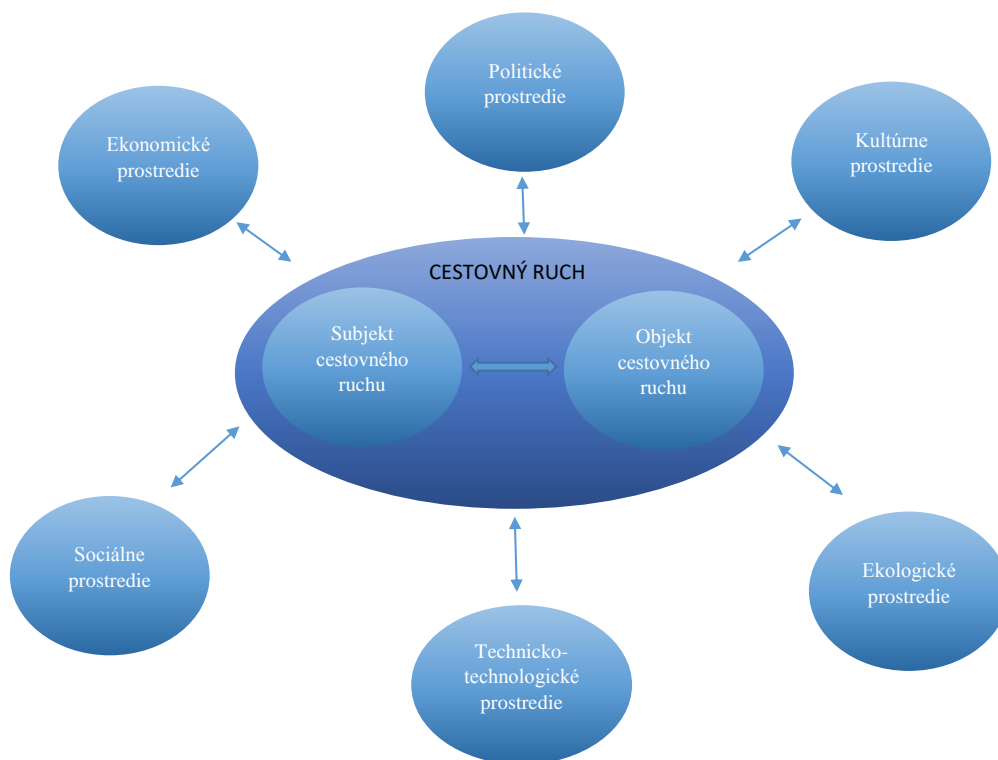 Politické
prostredie
Ekonomické
prostredie
Kultúrne
prostredie
CESTOVNÝ RUCH
Subjekt
cestovného
ruchu
Objekt
cestovného
ruchu
Sociálne
prostredie
Ekologické
prostredie
Technicko-
technologické
prostredie